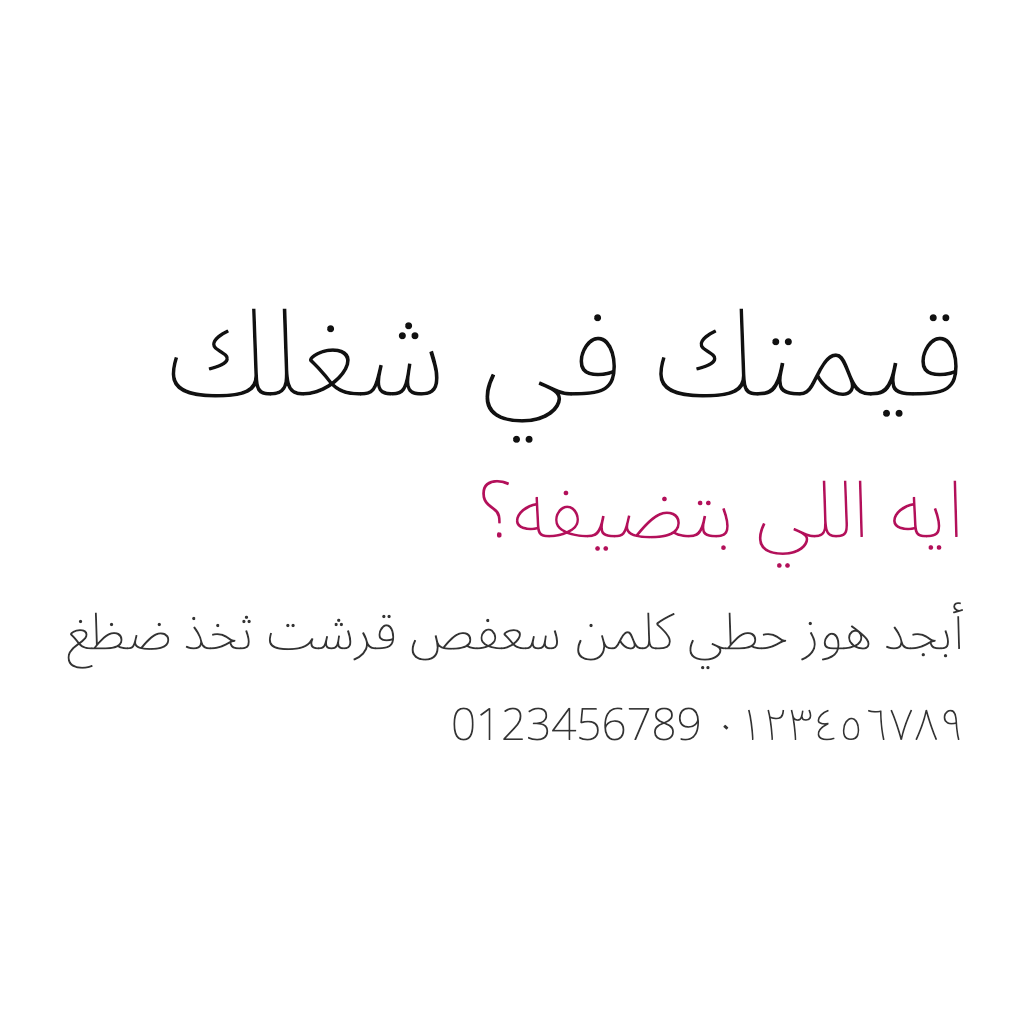 قيمتك في شغلك
ايه اللي بتضيفه؟
أبجد هوز حطي كلمن سعفص قرشت ثخذ ضظغ
0123456789 ٠١٢٣٤٥٦٧٨٩